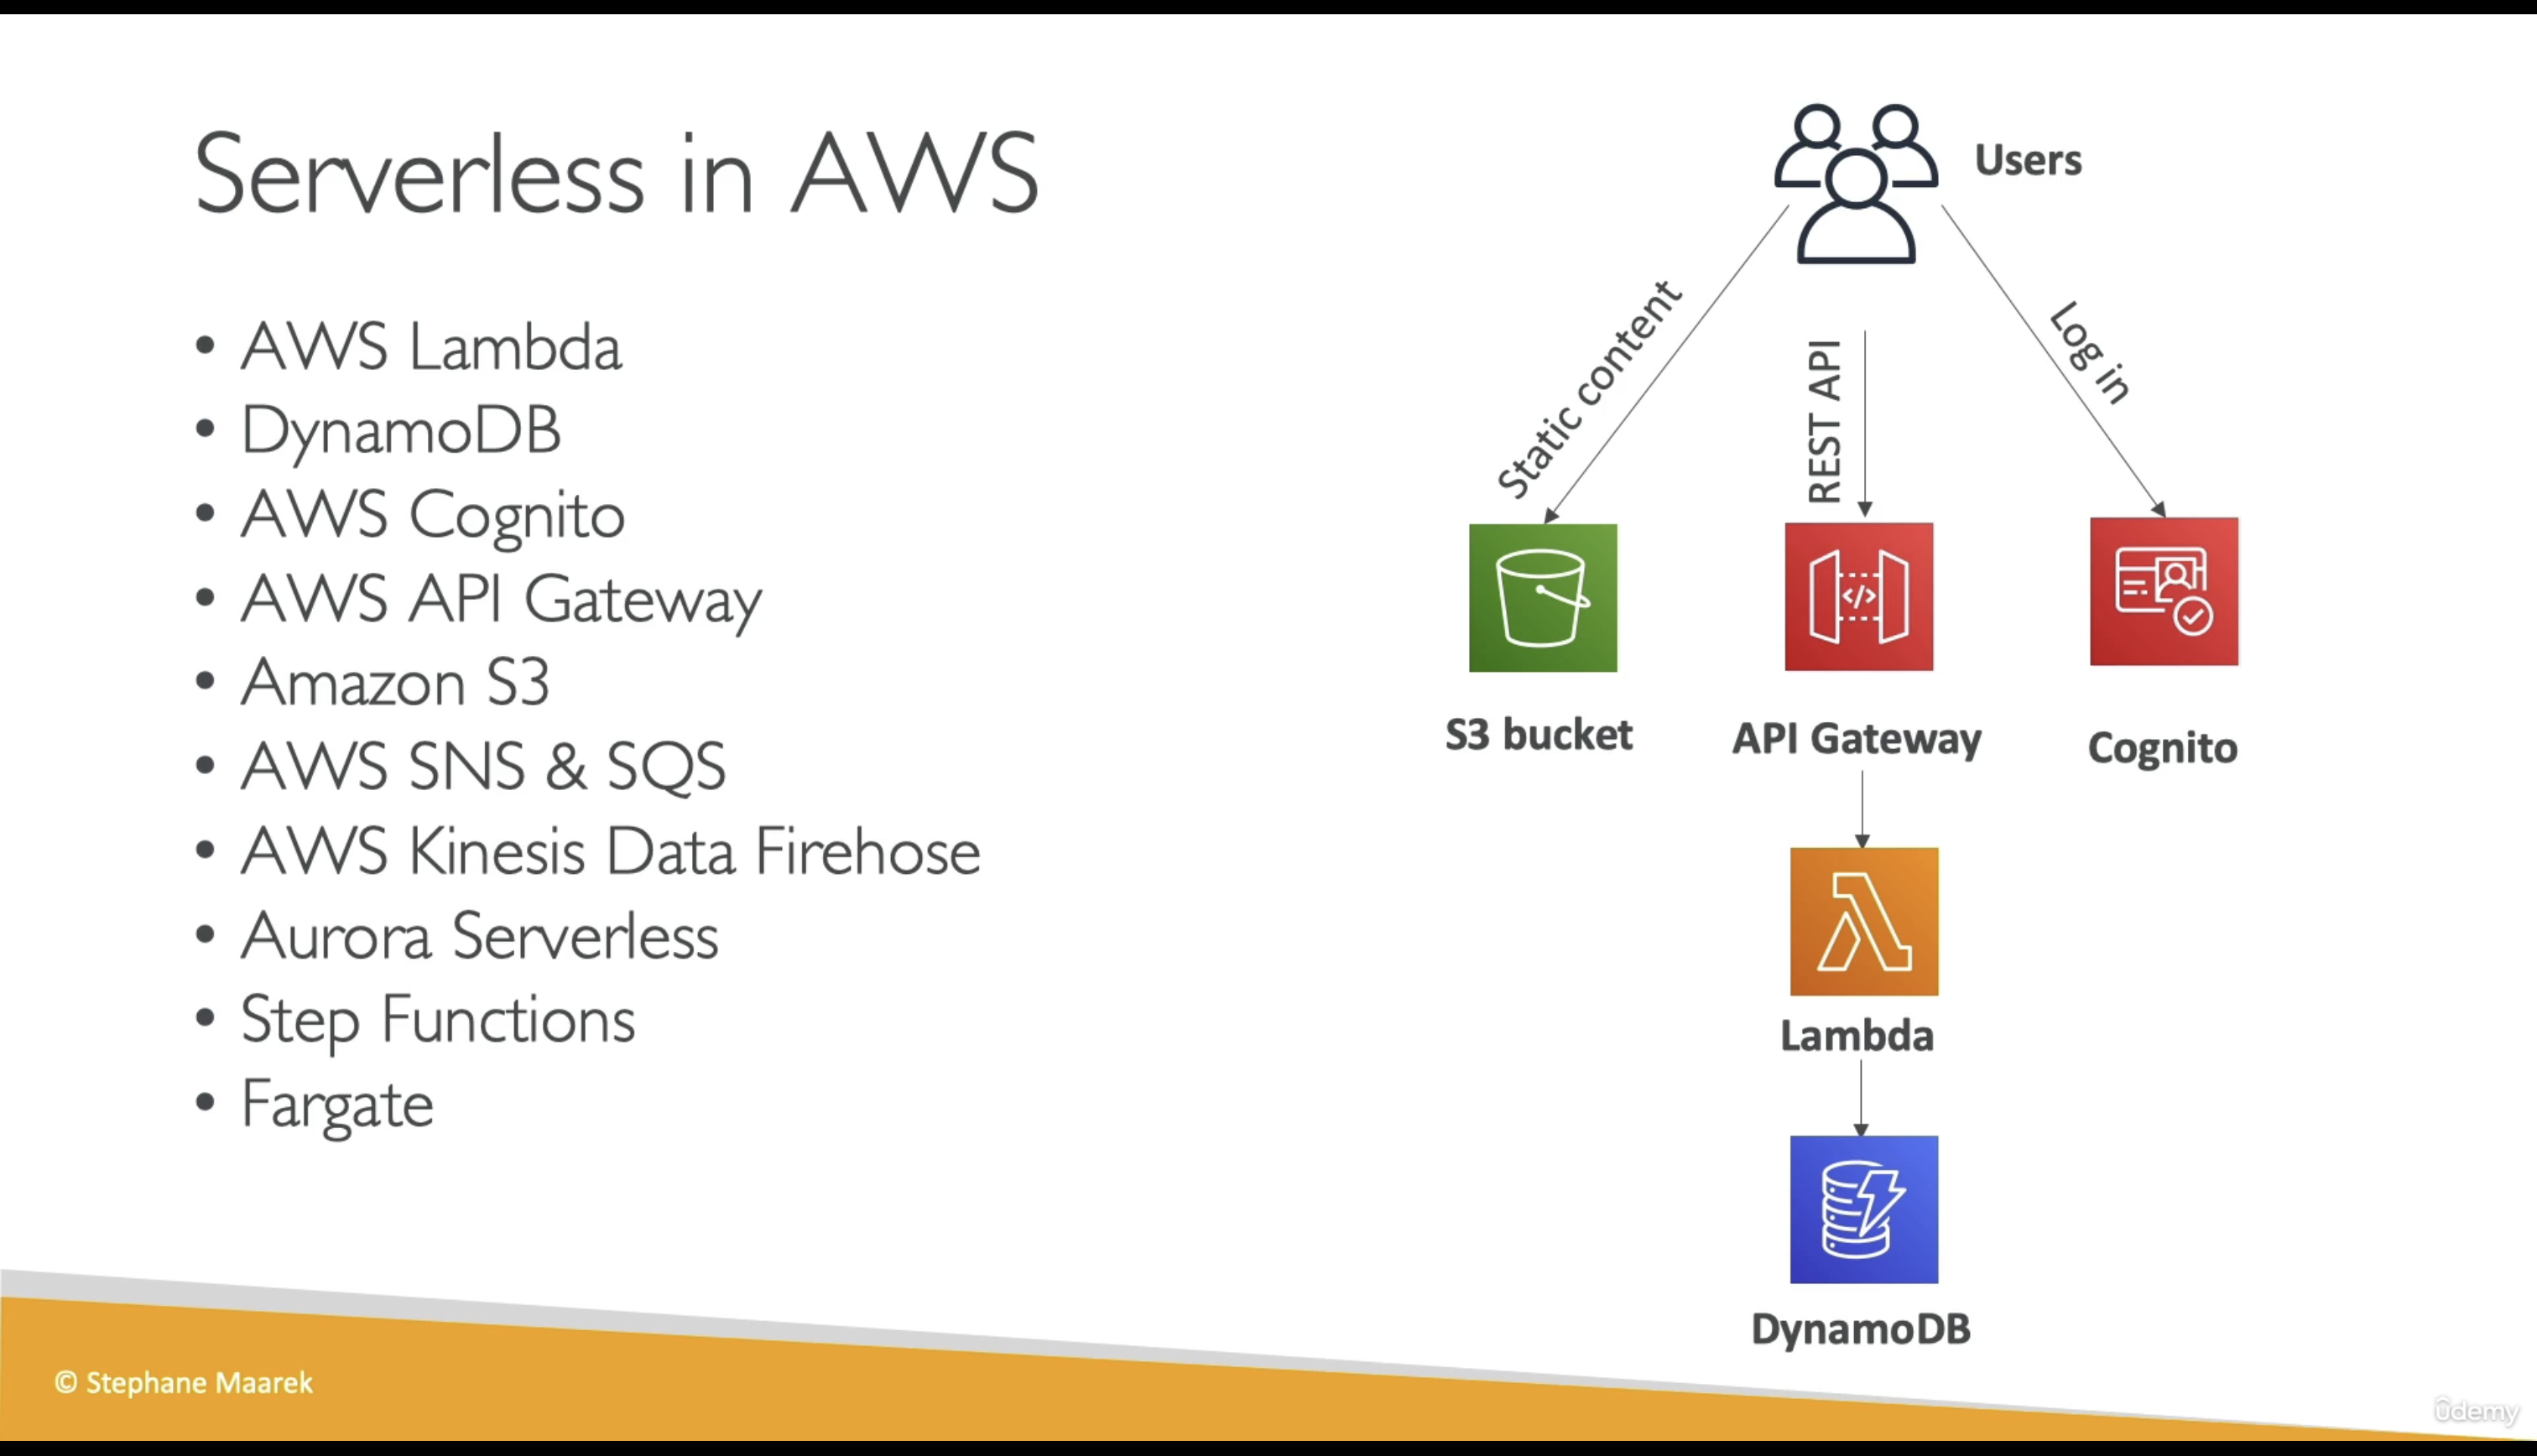 Serverless in AWS
• AWS Lambda
• DynamoDB
• AWS Cognito
• AWS API Gateway
• Amazon S3
• AWS SNS & SQS
• AWS Kinesis Data Firehose
• Aurora Serverless
• Step Functions
• Fargate
Users
Static content
REST API
Log in
</>
S3 bucket
API Gateway
Cognito
Lambda
DynamoDB
© Stephane Maarek
ûdemy